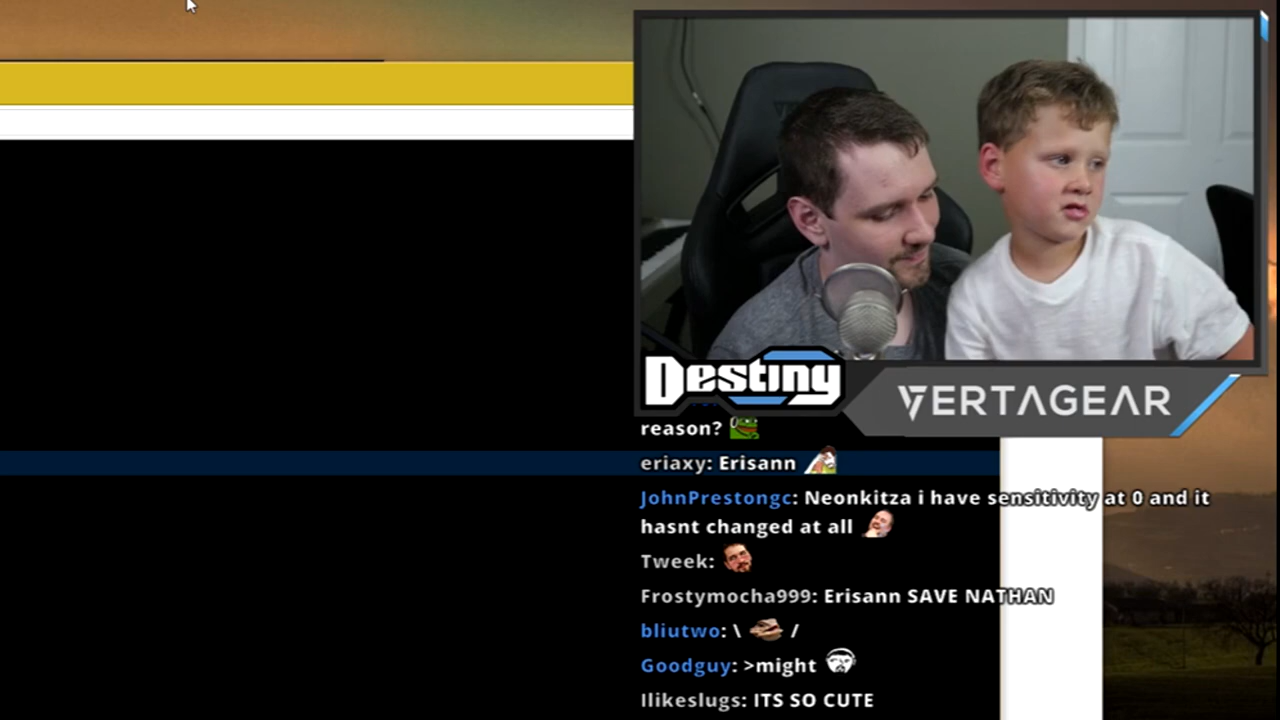 Destiny
VERTAGEAR
reason?
eriaxy: Erisann
JohnPrestongc: Neonkitza i have sensitivity at 0 and it
hasnt changed at all
Tweek:
Frostymocha999: Erisann SAVE NATHAN
bliutwo: \ /
Goodguy: >might
Ilikeslugs: ITS SO CUTE